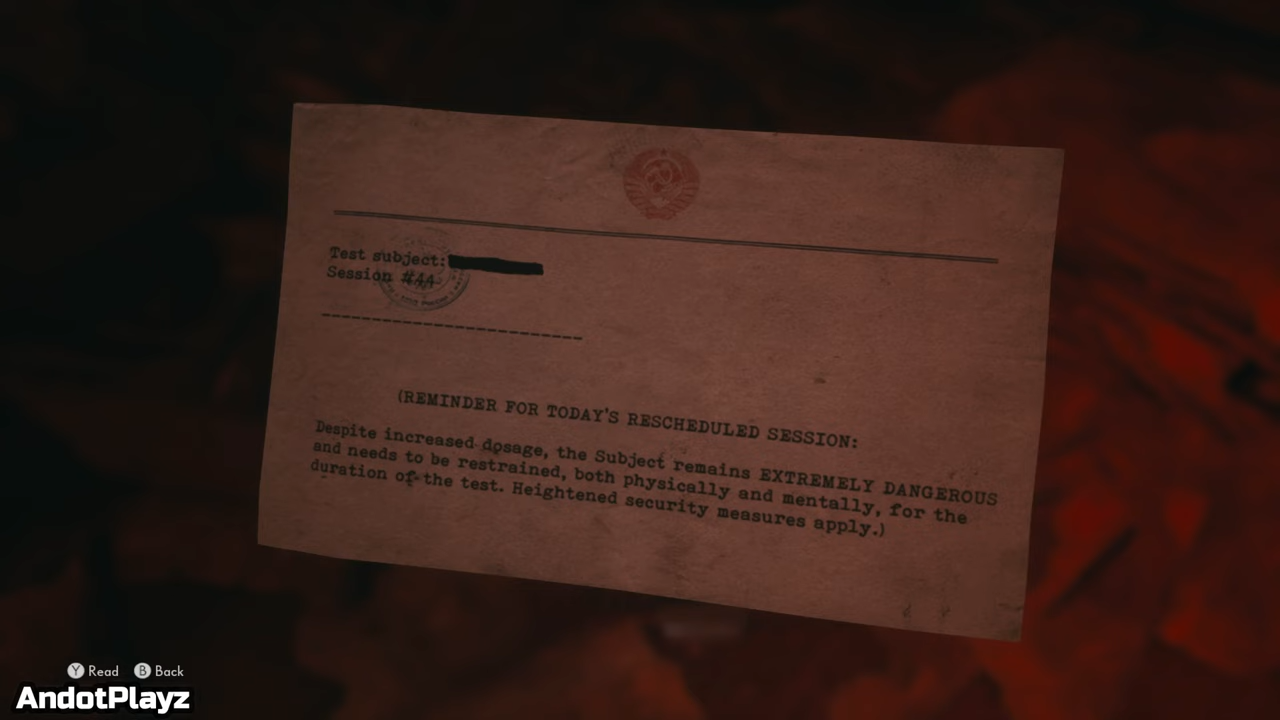 Test subject:
Session #44
(REMINDER FOR TODAY'S RESCHEDULED SESSION:
Despite increased dosage, the Subject remains EXTREMELY DANGEROUS
and needs to be restrained, both physically and mentally, for the
duration of the test. Heightened security measures apply.)
Y Read B Back
AndotPlayz